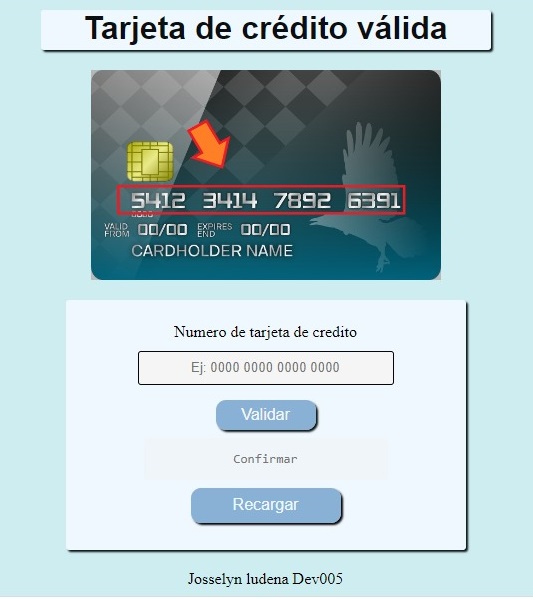 Tarjeta de crédito válida
5412 3414 7892 6391
0000
VALID FROM 00/00 EXPIRES END 00/00
CARDHOLDER NAME
Numero de tarjeta de credito
Ej: 0000 0000 0000 0000
Validar
Confirmar
Recargar
Josselyn ludena Dev005